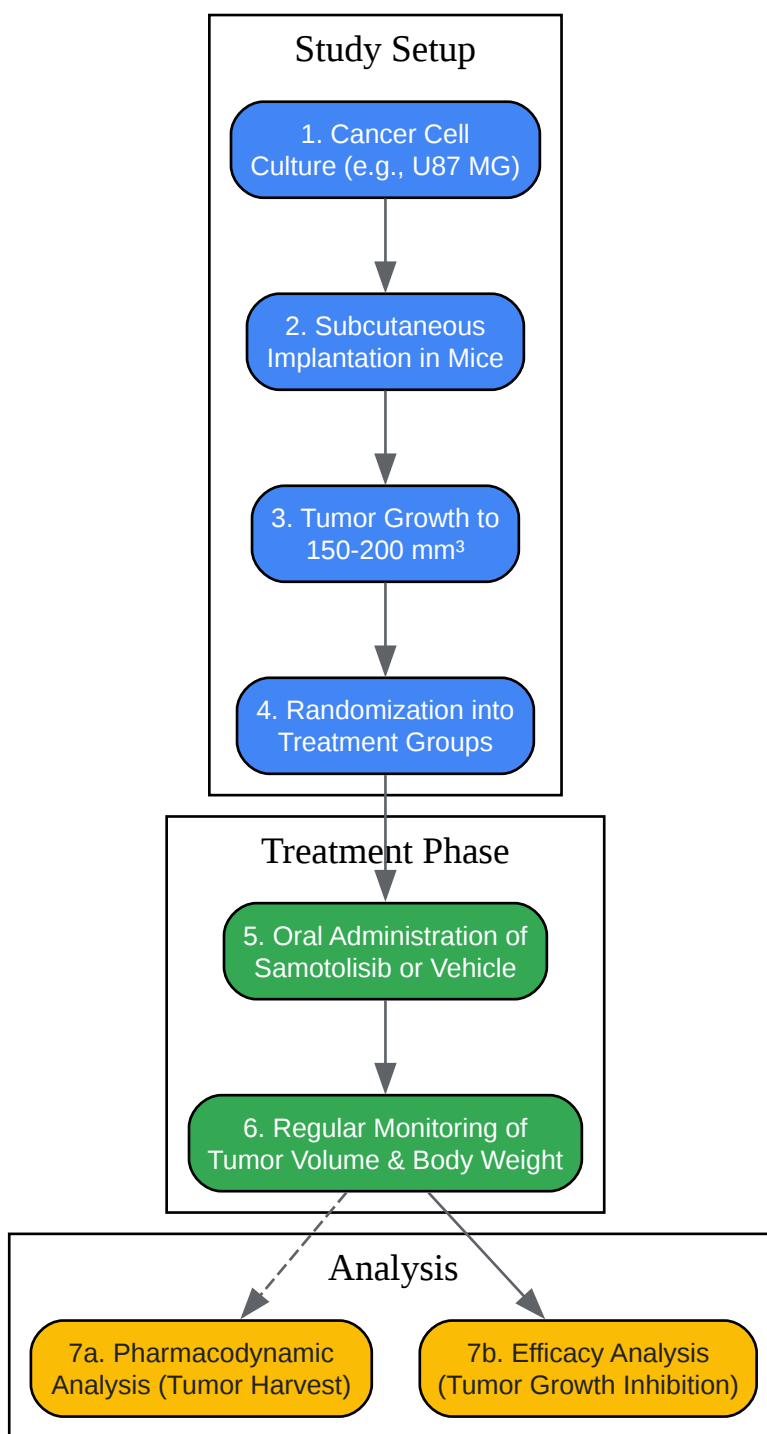 Study Setup
1. Cancer Cell
Culture (e.g., U87 MG)
2. Subcutaneous
Implantation in Mice
3. Tumor Growth to
150-200 mm³
4. Randomization into
Treatment Groups
Treatment Phase
5. Oral Administration of
Samotolisib or Vehicle
6. Regular Monitoring of
Tumor Volume & Body Weight
Analysis
7a. Pharmacodynamic
Analysis (Tumor Harvest)
7b. Efficacy Analysis
(Tumor Growth Inhibition)